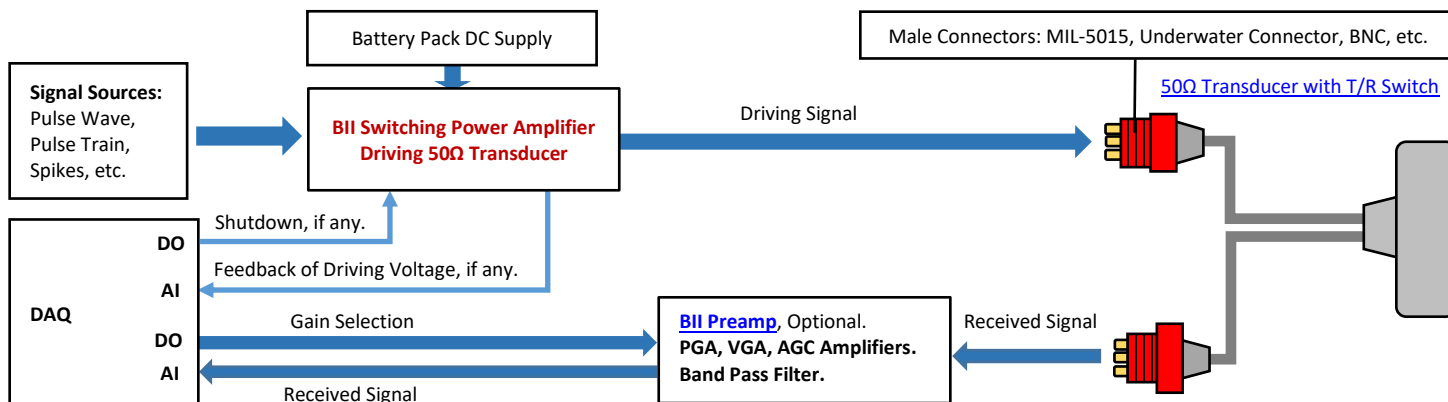 Battery Pack DC Supply
Male Connectors: MIL-5015, Underwater Connector, BNC, etc.
Signal Sources:
Pulse Wave,
Pulse Train,
Spikes, etc.
BII Switching Power Amplifier
Driving 50Ω Transducer
Driving Signal
50Ω Transducer with T/R Switch
Shutdown, if any.
DO
Feedback of Driving Voltage, if any.
AI
DAQ
Gain Selection
DO
AI
Received Signal
BII Preamp, Optional.
PGA, VGA, AGC Amplifiers.
Band Pass Filter.
Received Signal